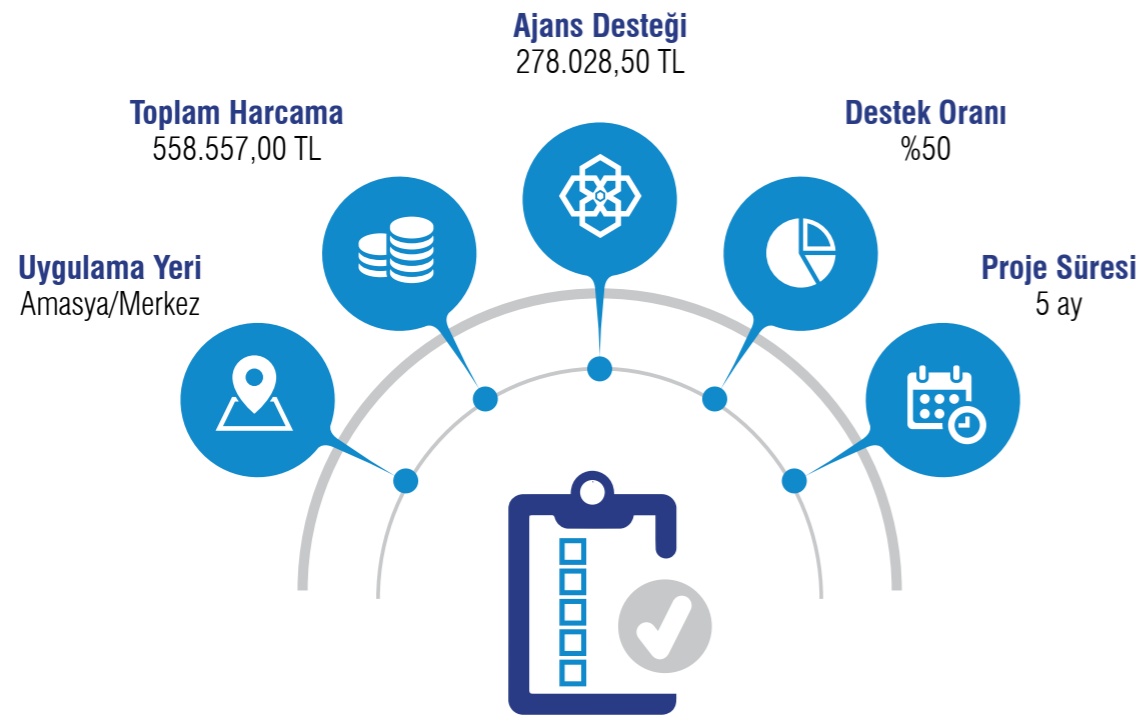 Uygulama Yeri
Amasya/Merkez
Toplam Harcama
558.557,00 TL
Ajans Desteği
278.028,50 TL
Destek Oranı
%50
Proje Süresi
5 ay